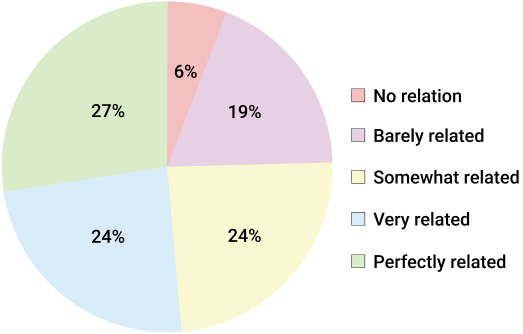 6%
19%
27%
24%
24%
No relation
Barely related
Somewhat related
Very related
Perfectly related